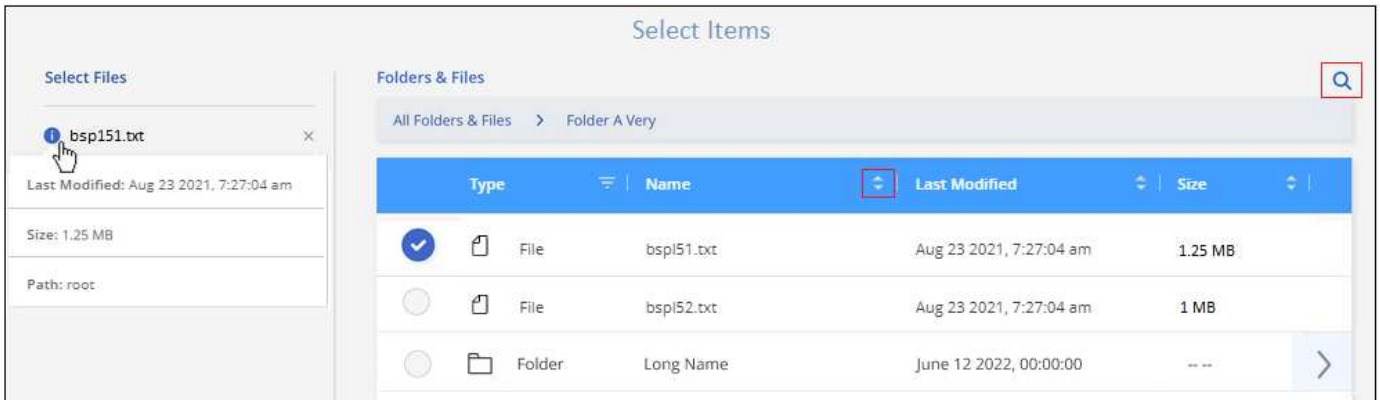 Select Items
Select Files
bsp151.txt
Last Modified: Aug 23 2021, 7:27:04 am
Size: 1.25 MB
Path: root
Folders & Files
All Folders & Files > Folder A Very
Type Name Last Modified Size
File bspl51.txt Aug 23 2021, 7:27:04 am 1.25 MB
File bspl52.txt Aug 23 2021, 7:27:04 am 1 MB
Folder Long Name June 12 2022, 00:00:00 -- --